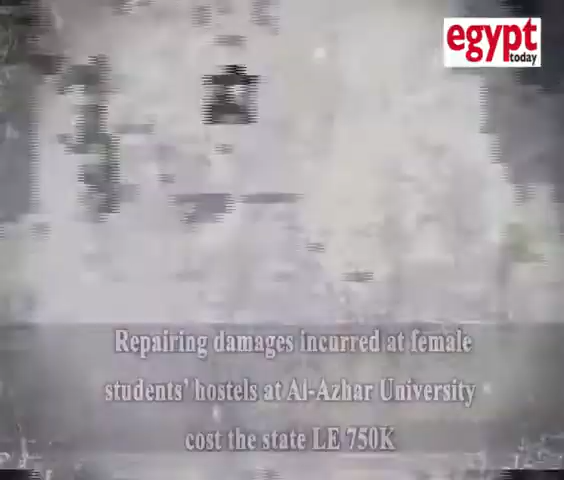 egypt
today
Repairing damages incurred at female
students' hostels at Al-Azhar University
cost the state LE 750K